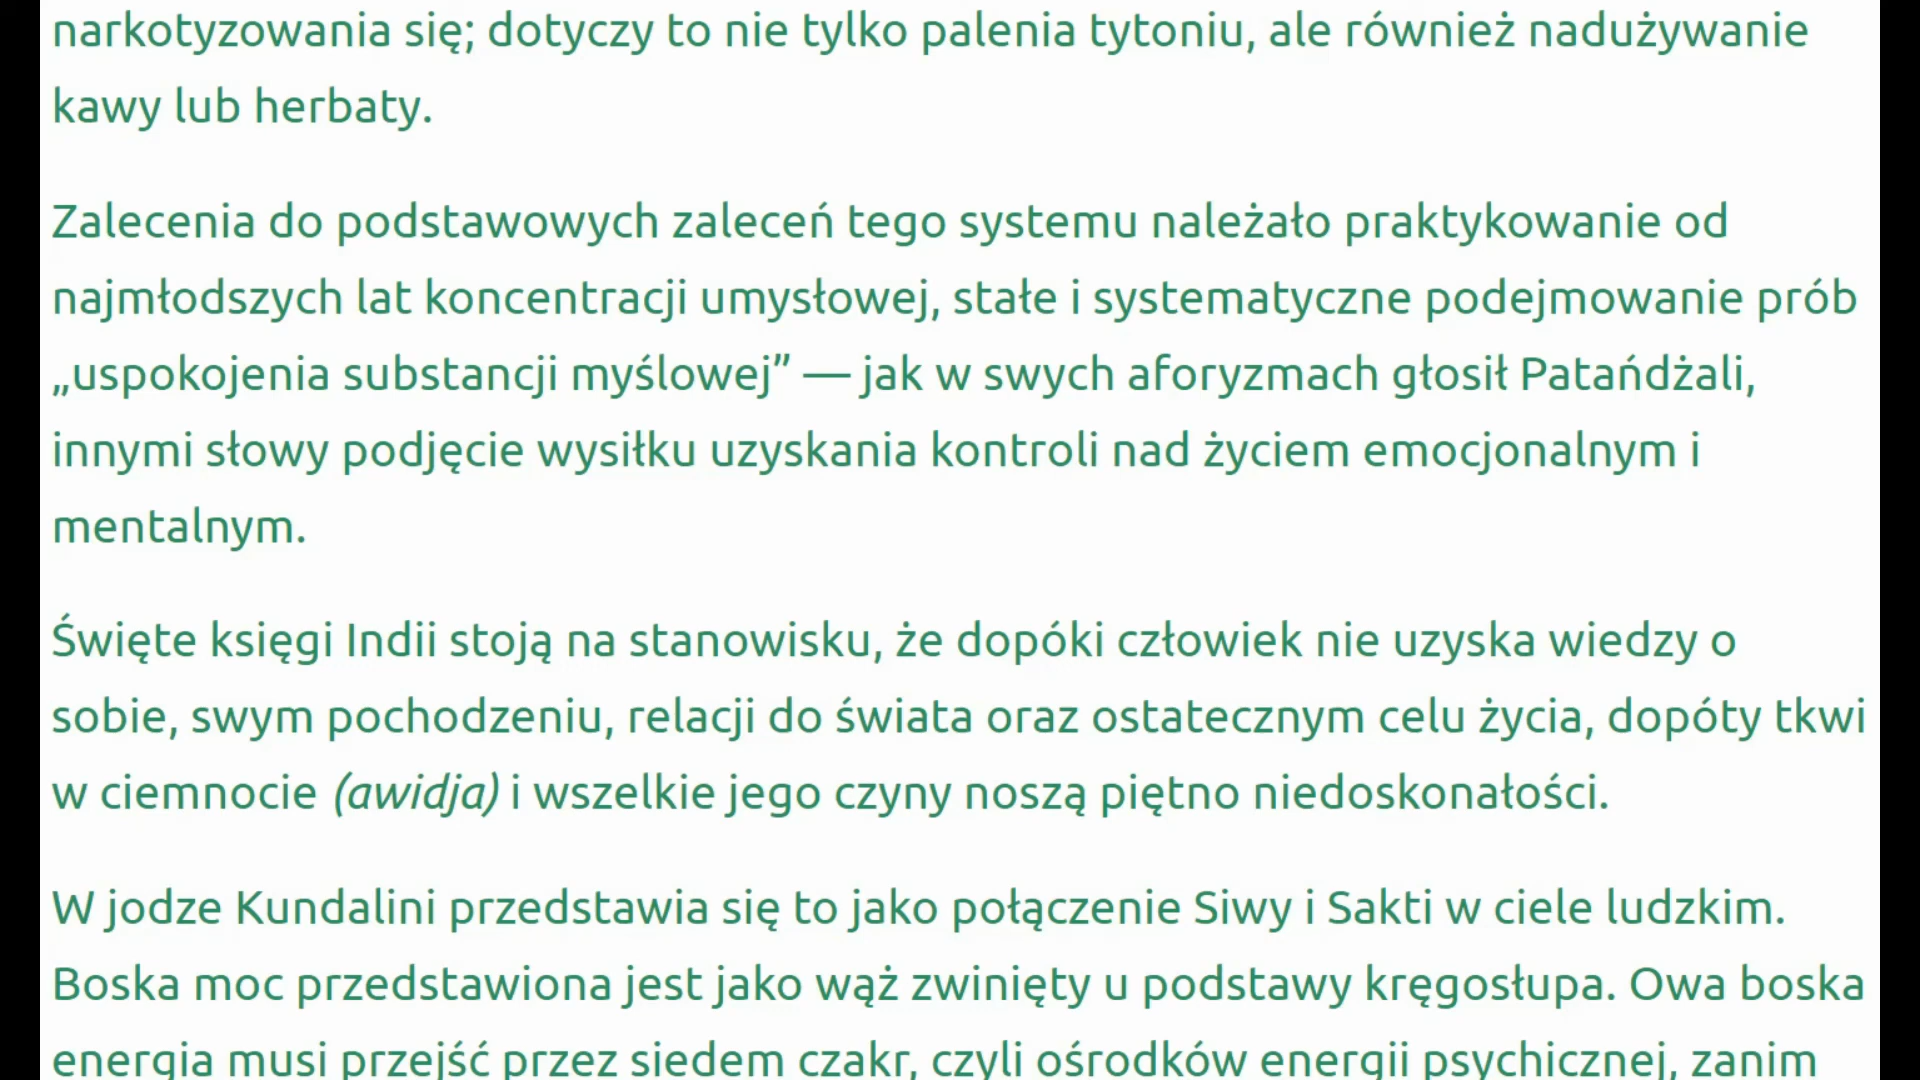 narkotyzowania się; dotyczy to nie tylko palenia tytoniu, ale również nadużywanie
kawy lub herbaty.
Zalecenia do podstawowych zaleceń tego systemu należało praktykowanie od
najmłodszych lat koncentracji umysłowej, stałe i systematyczne podejmowanie prób
„uspokojenia substancji myślowej” — jak w swych aforyzmach głosił Patańdżali,
innymi słowy podjęcie wysiłku uzyskania kontroli nad życiem emocjonalnym i
mentalnym.
Święte księgi Indii stoją na stanowisku, że dopóki człowiek nie uzyska wiedzy o
sobie, swym pochodzeniu, relacji do świata oraz ostatecznym celu życia, dopóty tkwi
w ciemnocie (awidja) i wszelkie jego czyny noszą piętno niedoskonałości.
W jodze Kundalini przedstawia się to jako połączenie Siwy i Sakti w ciele ludzkim.
Boska moc przedstawiona jest jako wąż zwinięty u podstawy kręgosłupa. Owa boska
energia musi przejść przez siedem czakr, czyli ośrodków energii psychicznej, zanim